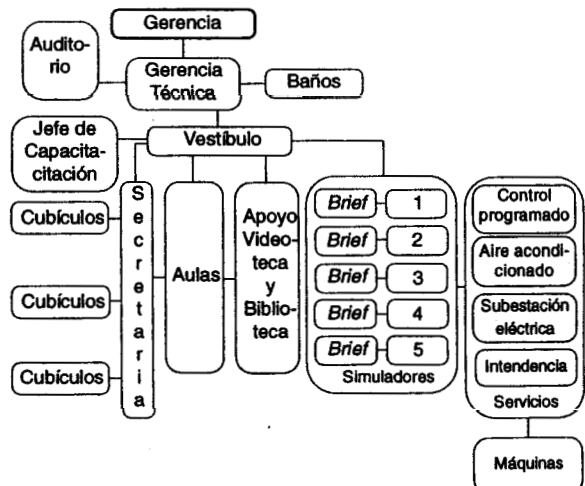 Gerencia
Audito-
rio
Gerencia
Técnica
Baños
Jefe de
Capacita-
citación
Vestíbulo
Cubículos
Cubículos
Cubículos
S
e
c
r
e
t
a
r
i
a
Aulas
Apoyo
Video-
teca
y
Biblio-
teca
Brief 1
Brief 2
Brief 3
Brief 4
Brief 5
Simuladores
Control
programado
Aire acondi-
cionado
Subestación
eléctrica
Intendencia
Servicios
Máquinas